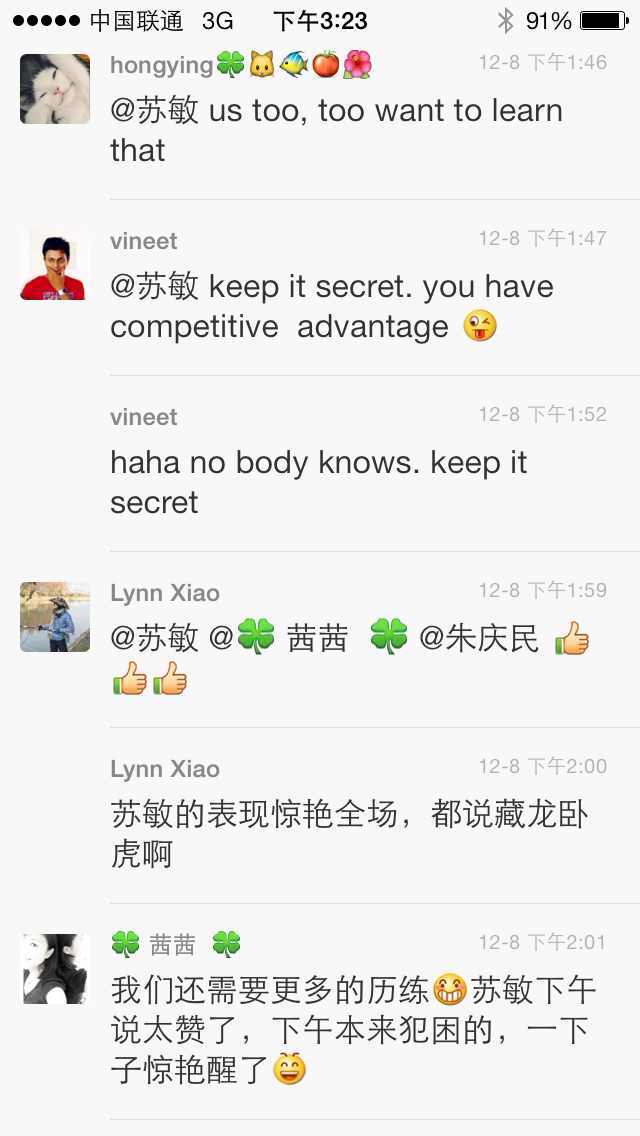 中国联通 3G 下午3:23 91%
hongying🍀🐱🐠🍅🌺 12-8 下午1:46
@苏敏 us too, too want to learn
that
vineet 12-8 下午1:47
@苏敏 keep it secret. you have
competitive advantage 😜
vineet 12-8 下午1:52
haha no body knows. keep it
secret
Lynn Xiao 12-8 下午1:59
@苏敏 @🍀 茜茜 🍀 @朱庆民 👍
👍👍
Lynn Xiao 12-8 下午2:00
苏敏的表现惊艳全场，都说藏龙卧
虎啊
🍀 茜茜 🍀 12-8 下午2:01
我们还需要更多的历练😁苏敏下午
说太赞了，下午本来犯困的，一下
子惊艳醒了😄